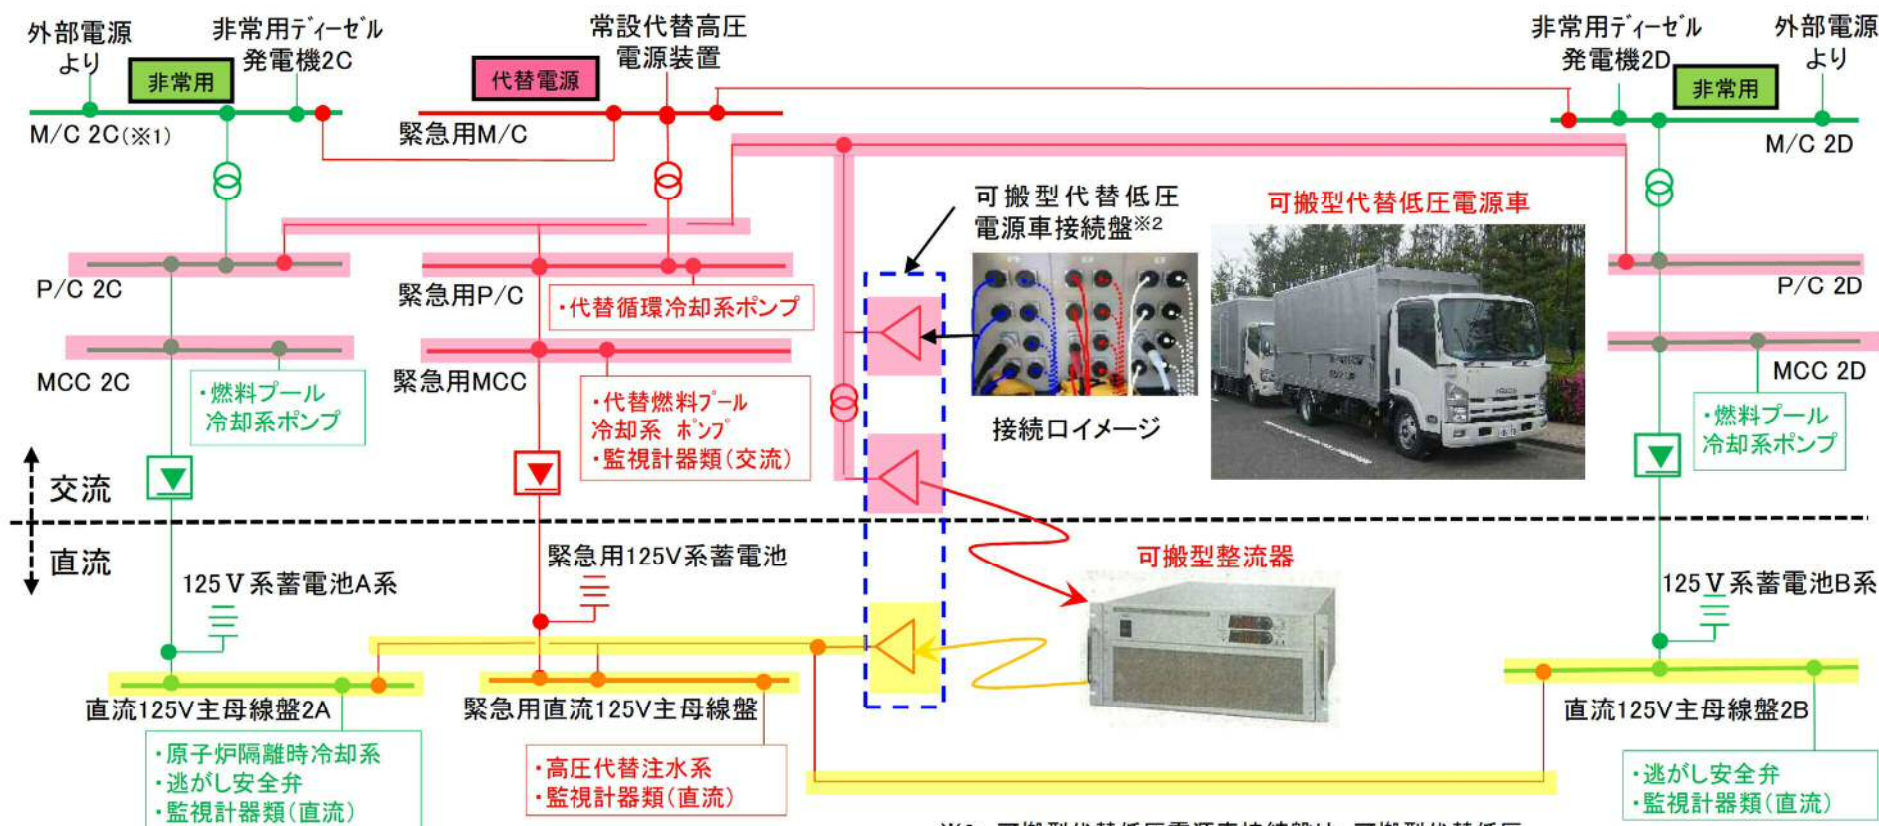 外部電源
より
非常用
非常用ディーゼル
発電機2C
代替電源
常設代替高圧
電源装置
非常用ディーゼル
発電機2D
非常用
外部電源
より
M/C 2C(※1)
緊急用M/C
M/C 2D
可搬型代替低圧
電源車接続盤※2
可搬型代替低圧電源車
P/C 2C
緊急用P/C
・代替循環冷却系ポンプ
P/C 2D
MCC 2C
緊急用MCC
MCC 2D
・燃料プール
冷却系ポンプ
・代替燃料プール
冷却系 ポンプ
・監視計器類(交流)
接続口イメージ
・燃料プール
冷却系ポンプ
交流
直流
125V系蓄電池A系
緊急用125V系蓄電池
可搬型整流器
125V系蓄電池B系
直流125V主母線盤2A
緊急用直流125V主母線盤
直流125V主母線盤2B
・原子炉隔離時冷却系
・逃がし安全弁
・監視計器類(直流)
・高圧代替注水系
・監視計器類(直流)
・逃がし安全弁
・監視計器類(直流)